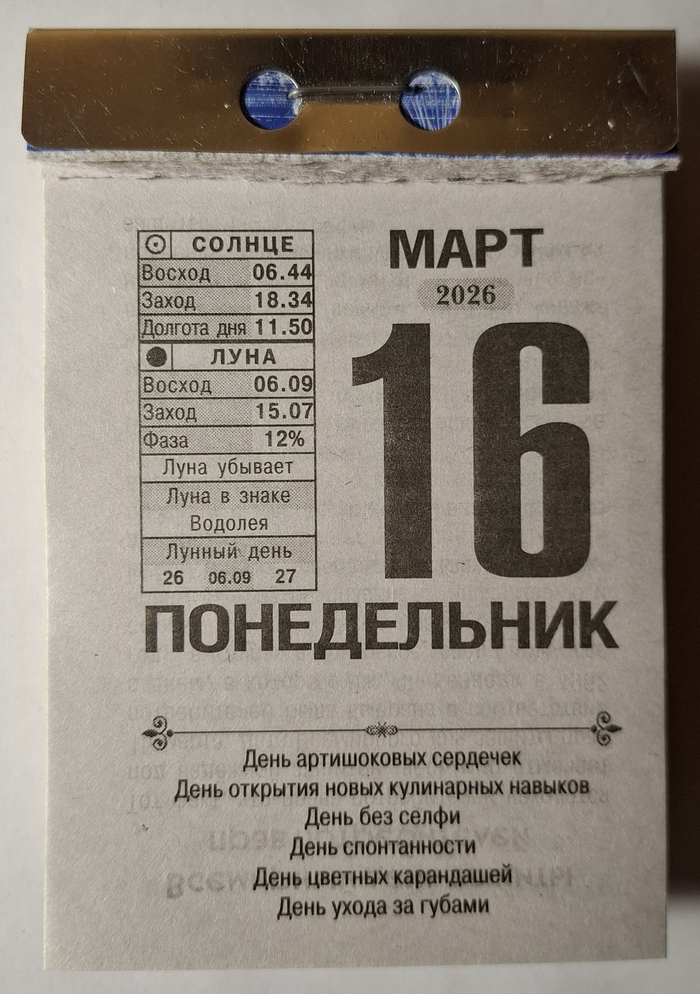 СОЛНЦЕ
Восход 06.44
Заход 18.34
Долгота дня 11.50
ЛУНА
Восход 06.09
Заход 15.07
Фаза 12%
Луна убывает
Луна в знаке
Водолея
Лунный день
26 06.09 27
МАРТ
2026
16
ПОНЕДЕЛЬНИК
День артишоковых сердечек
День открытия новых кулинарных навыков
День без селфи
День спонтанности
День цветных карандашей
День ухода за губами